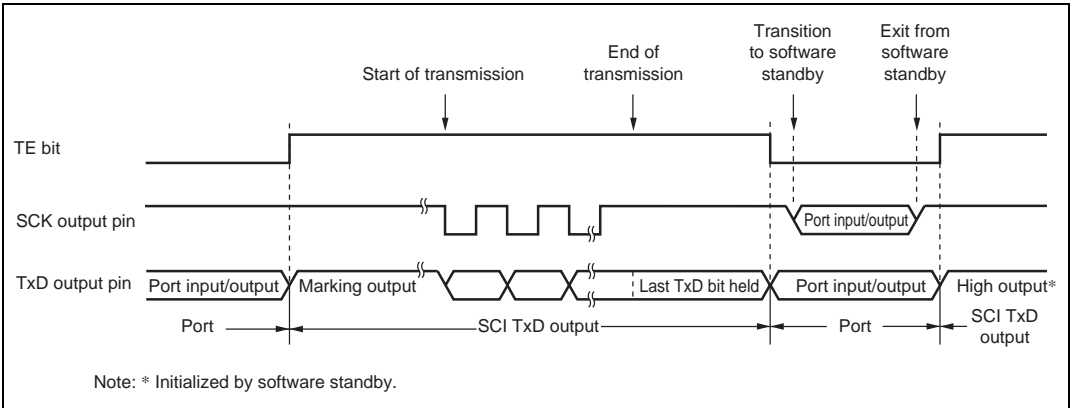 Transition
to software
standby
Exit from
software
standby
End of
transmission
Start of transmission
TE bit
SCK output pin
Port input/output
TxD output pin
Port input/output
Marking output
Last TxD bit held
Port input/output
High output*
Port
SCI TxD output
Port
SCI TxD
output
Note: * Initialized by software standby.